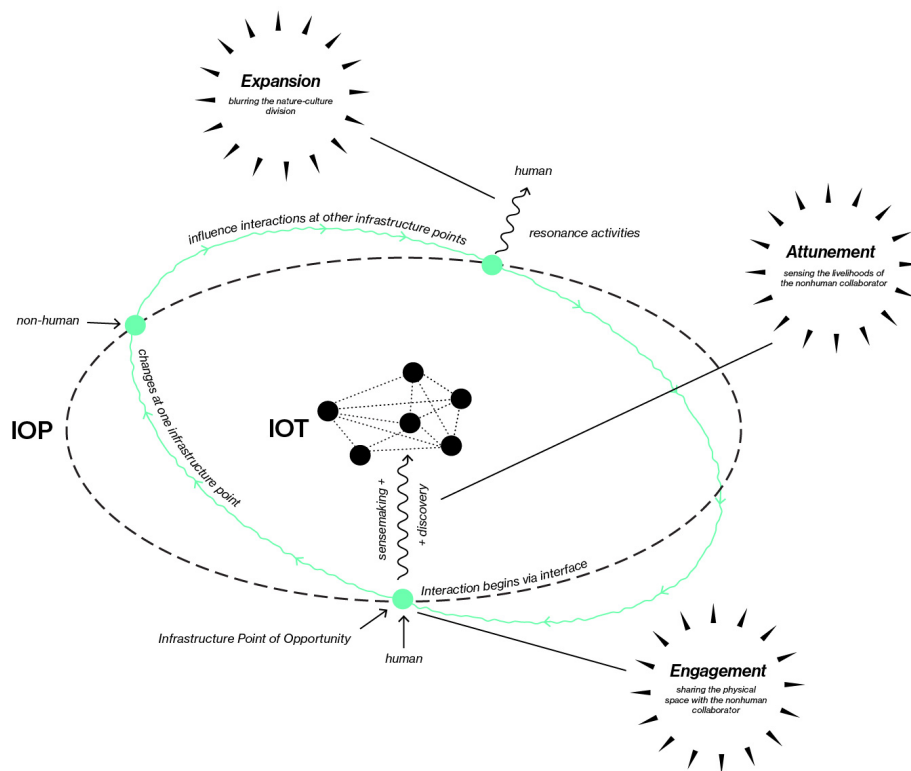 Expansion
blurring the nature-culture
division
human
influence interactions at other infrastructure points
resonance activities
Attunement
sensing the livelihoods of
the nonhuman collaborator
non-human
changes at one infrastructure point
IOP
IOT
sensemaking +
+ discovery
Interaction begins via interface
Infrastructure Point of Opportunity
human
Engagement
sharing the physical
space with the nonhuman
collaborator